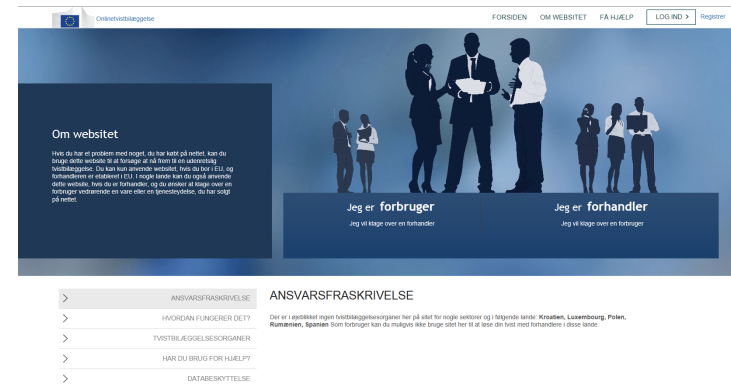 Onlinetvistbilæggelse
FORSIDEN OM WEBSITET FÅ HJÆLP LOG IND > Registrer
Om websitet
Hvis du har et problem med noget, du har købt på nettet, kan du
bruge dette website til at forsøge at nå frem til en udenretslig
tvistbilæggelse. Du kan kun anvende websitet, hvis du bor i EU, og
forhandleren er etableret i EU. I nogle lande kan du også anvende
dette website, hvis du er forhandler, og du ønsker at klage over en
forbruger vedrørende en vare eller en tjenesteydelse, du har solgt
på nettet.
Jeg er forbruger
Jeg vil klage over en forhandler
Jeg er forhandler
Jeg vil klage over en forbruger
ANSVARSFRASKRIVELSE
HVORDAN FUNGERER DET?
TVISTBILÆGGELSESORGANER
HAR DU BRUG FOR HJÆLP?
DATABESKYTTELSE
ANSVARSFRASKRIVELSE
Der er i øjeblikket ingen tvistbilæggelsesorganer her på sitet for nogle sektorer og i følgende lande: Kroatien, Luxembourg, Polen,
Rumænien, Spanien Som forbruger kan du muligvis ikke bruge sitet her til at løse din tvist med forhandlere i disse lande.